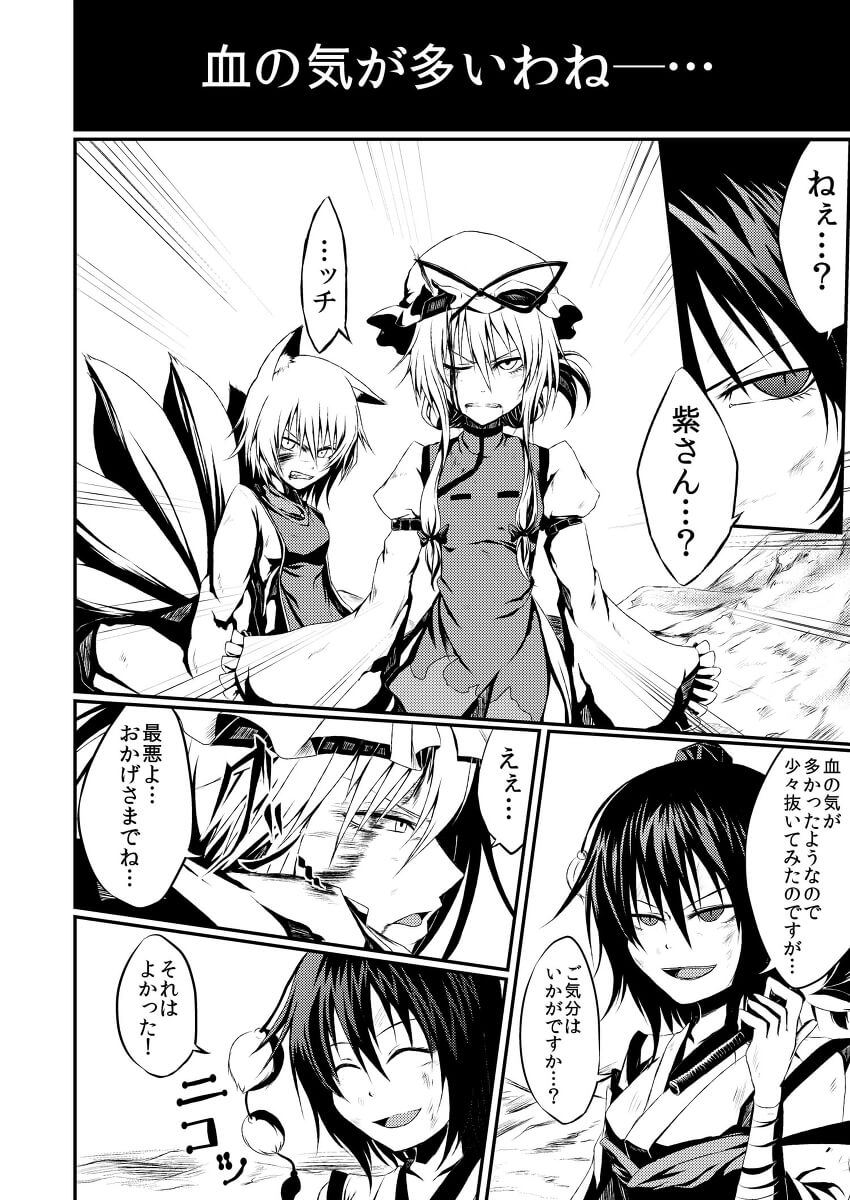 血の気が多いわね―…
ねぇ…？
紫さん…？
…ッチ
血の気が
多かったようなので
少々抜いてみたのですが…
ご気分は
いかがですか…？
ええ…
最悪よ…
おかげさまでね…
それは
よかった！
ニコッ